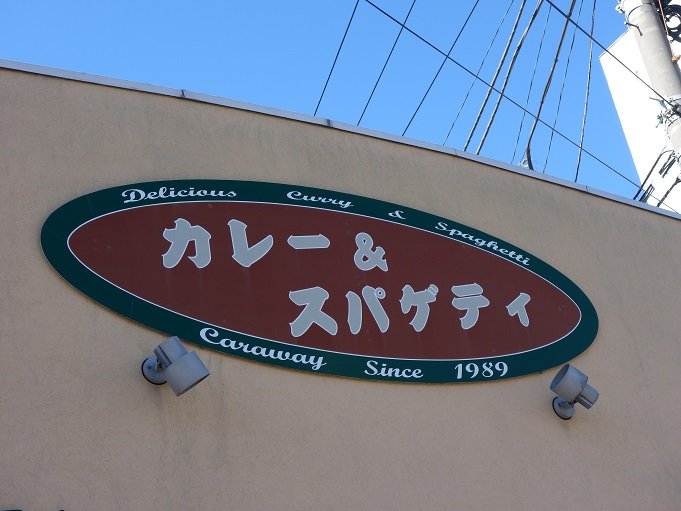 Delicious Curry & Spaghetti
カレー&
スパゲティ
Caraway Since 1989